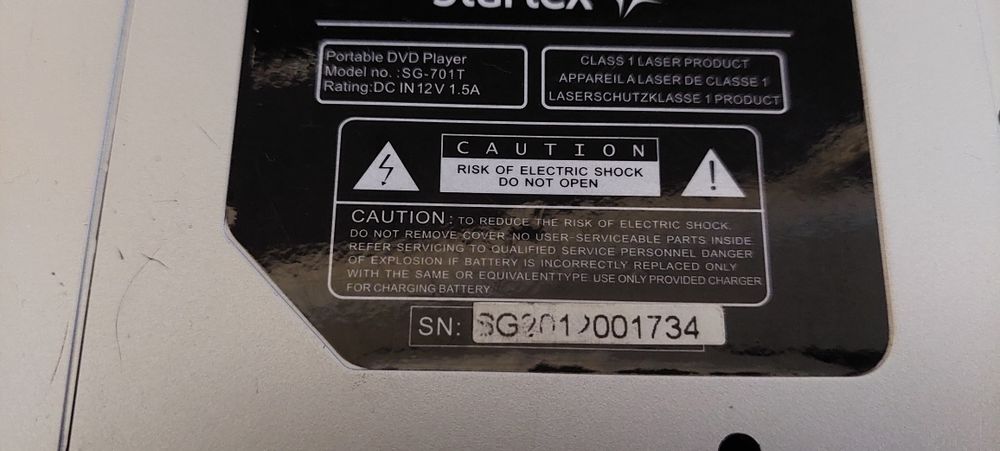 Portable DVD Player
Model no. :SG-701T
Rating:DC IN12V 1.5A
CLASS 1 LASER PRODUCT
APPAREILA LASER DE CLASSE 1
LASERSCHUTZKLASSE 1 PRODUCT
CAUTION
RISK OF ELECTRIC SHOCK
DO NOT OPEN
CAUTION: TO REDUCE THE RISK OF ELECTRIC SHOCK.
DO NOT REMOVE COVER. NO USER-SERVICEABLE PARTS INSIDE
REFER SERVICING TO QUALIFIED SERVICE PERSONNEL DANGER
OF EXPLOSION IF BATTERY IS INCORRECTLY REPLACED ONLY
WITH THE SAME OR EQUIVALENTTYPE. USE ONLY PROVIDED CHARGER
FOR CHARGING BATTERY.
SN: